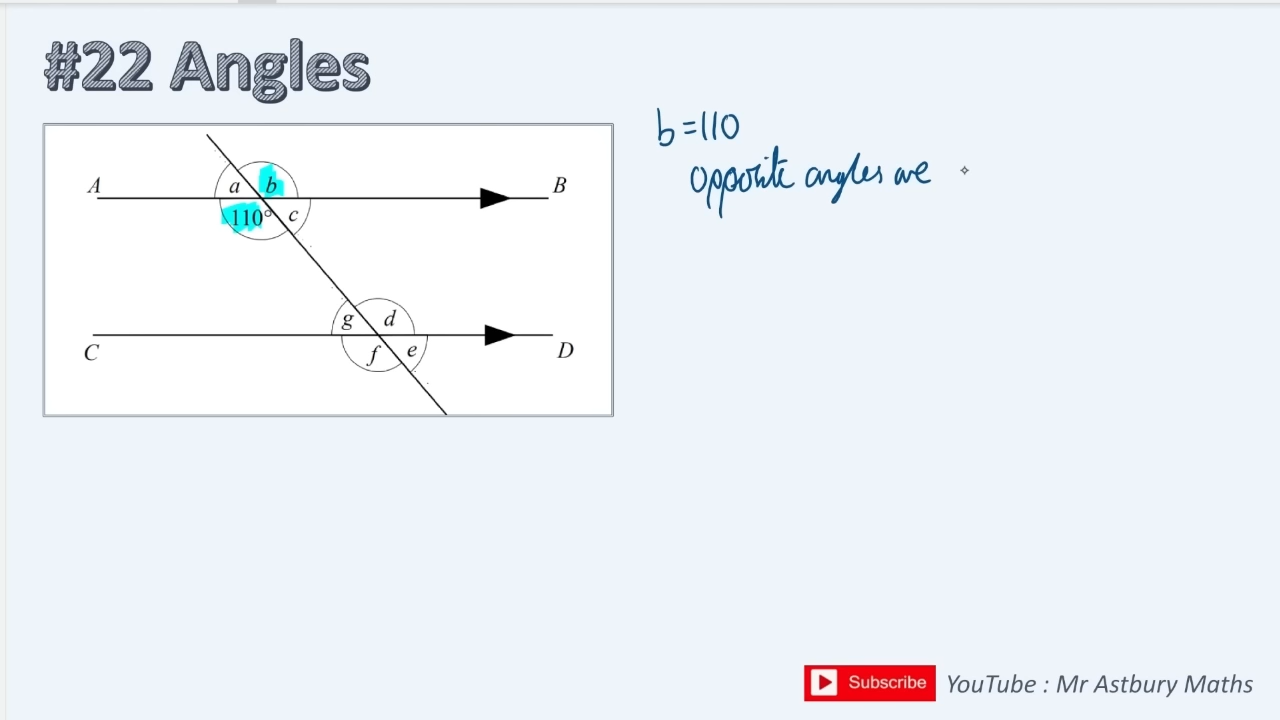 #22 Angles
b = 110
opposite angles are
A
a
b
B
110°
c
g
d
C
f
e
D
Subscribe
YouTube : Mr Astbury Maths